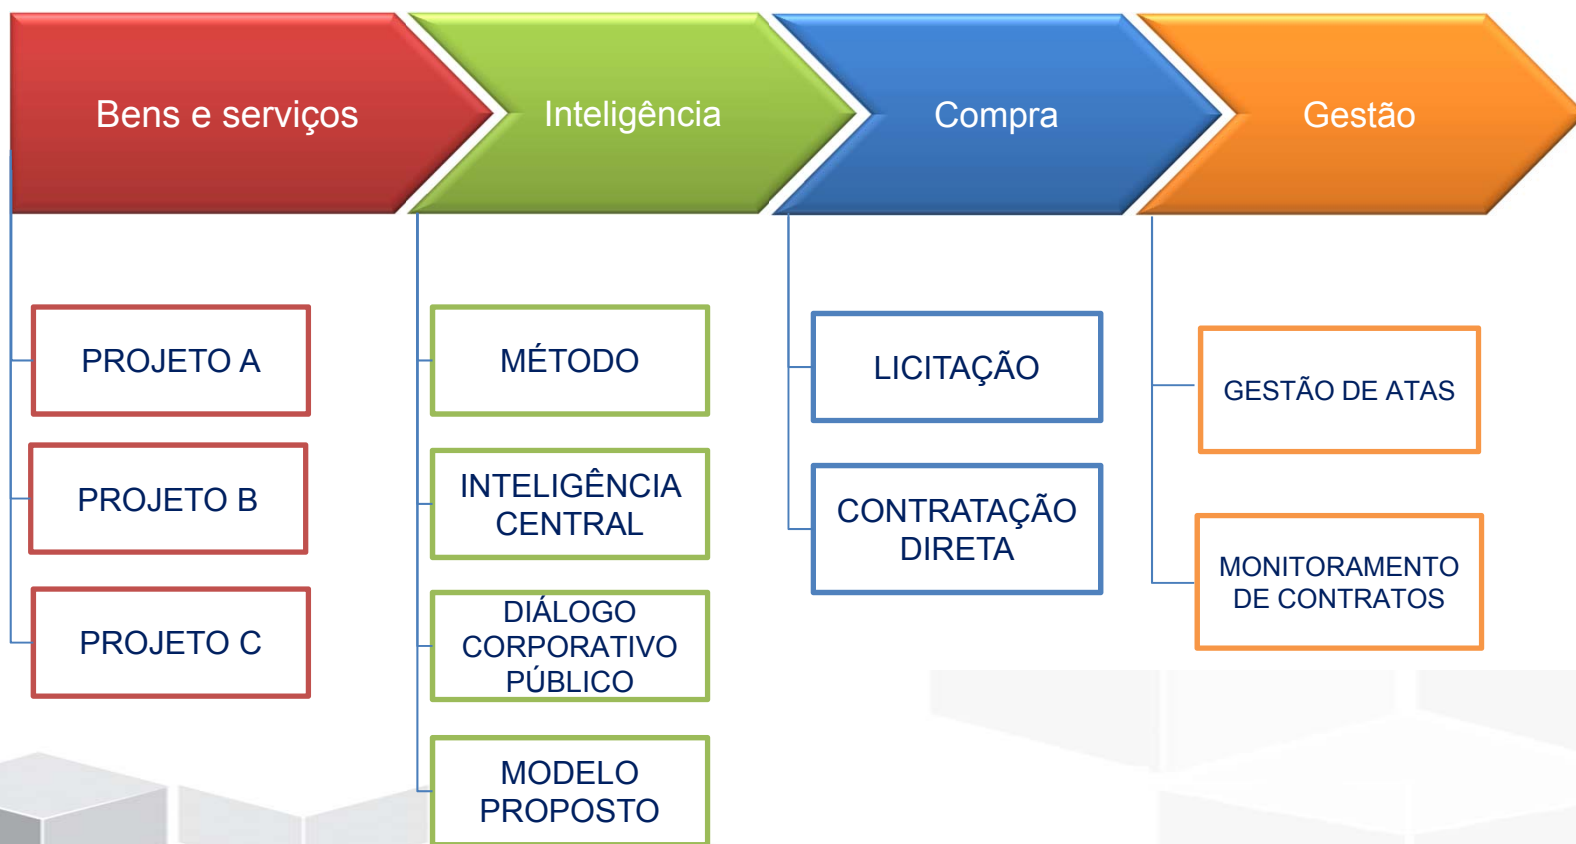 Bens e serviços
Inteligência
Compra
Gestão
PROJETO A
PROJETO B
PROJETO C
MÉTODO
INTELIGÊNCIA
CENTRAL
DIÁLOGO
CORPORATIVO
PÚBLICO
MODELO
PROPOSTO
LICITAÇÃO
CONTRATAÇÃO
DIRETA
GESTÃO DE ATAS
MONITORAMENTO
DE CONTRATOS